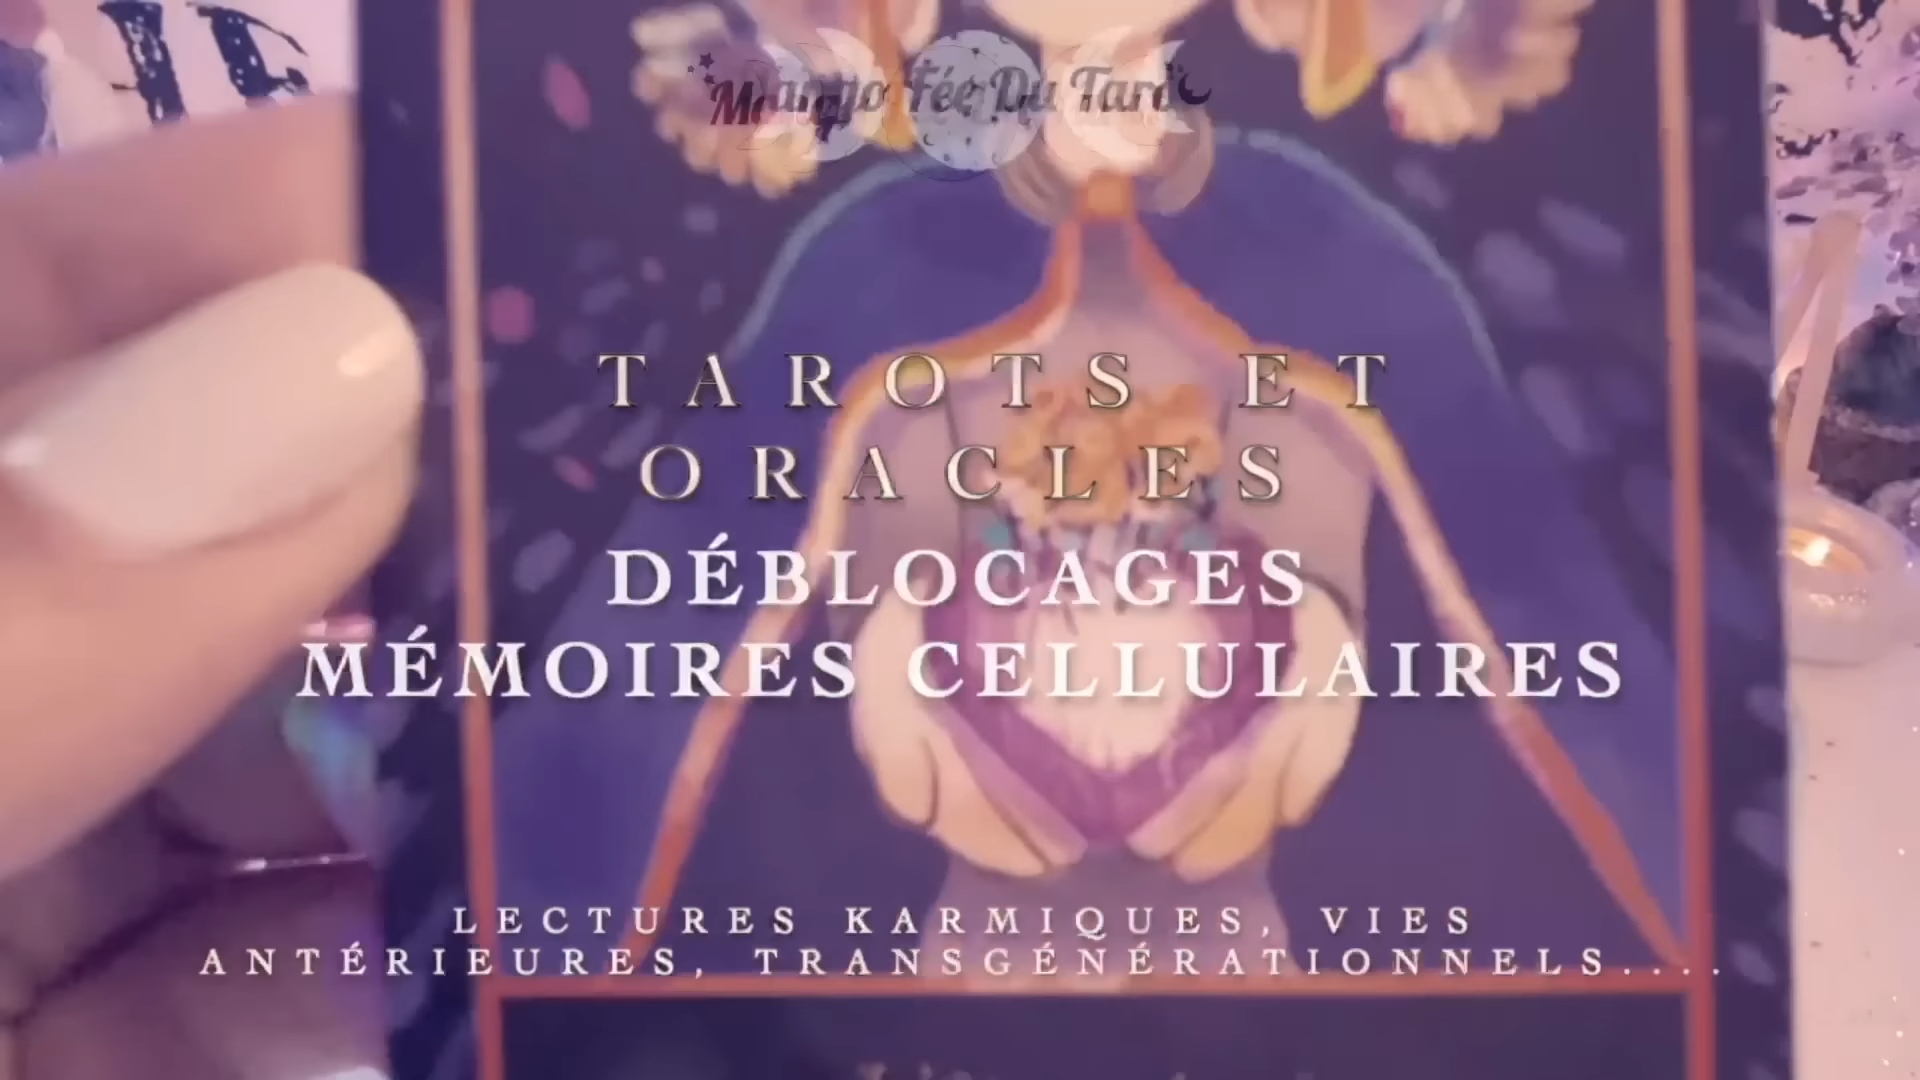 Mango Fée Du Tarot
TAROTS ET
ORACLES
DÉBLOCAGES
MÉMOIRES CELLULAIRES
LECTURES KARMIQUES, VIES
ANTÉRIEURES, TRANSGÉNÉRATIONNELS....